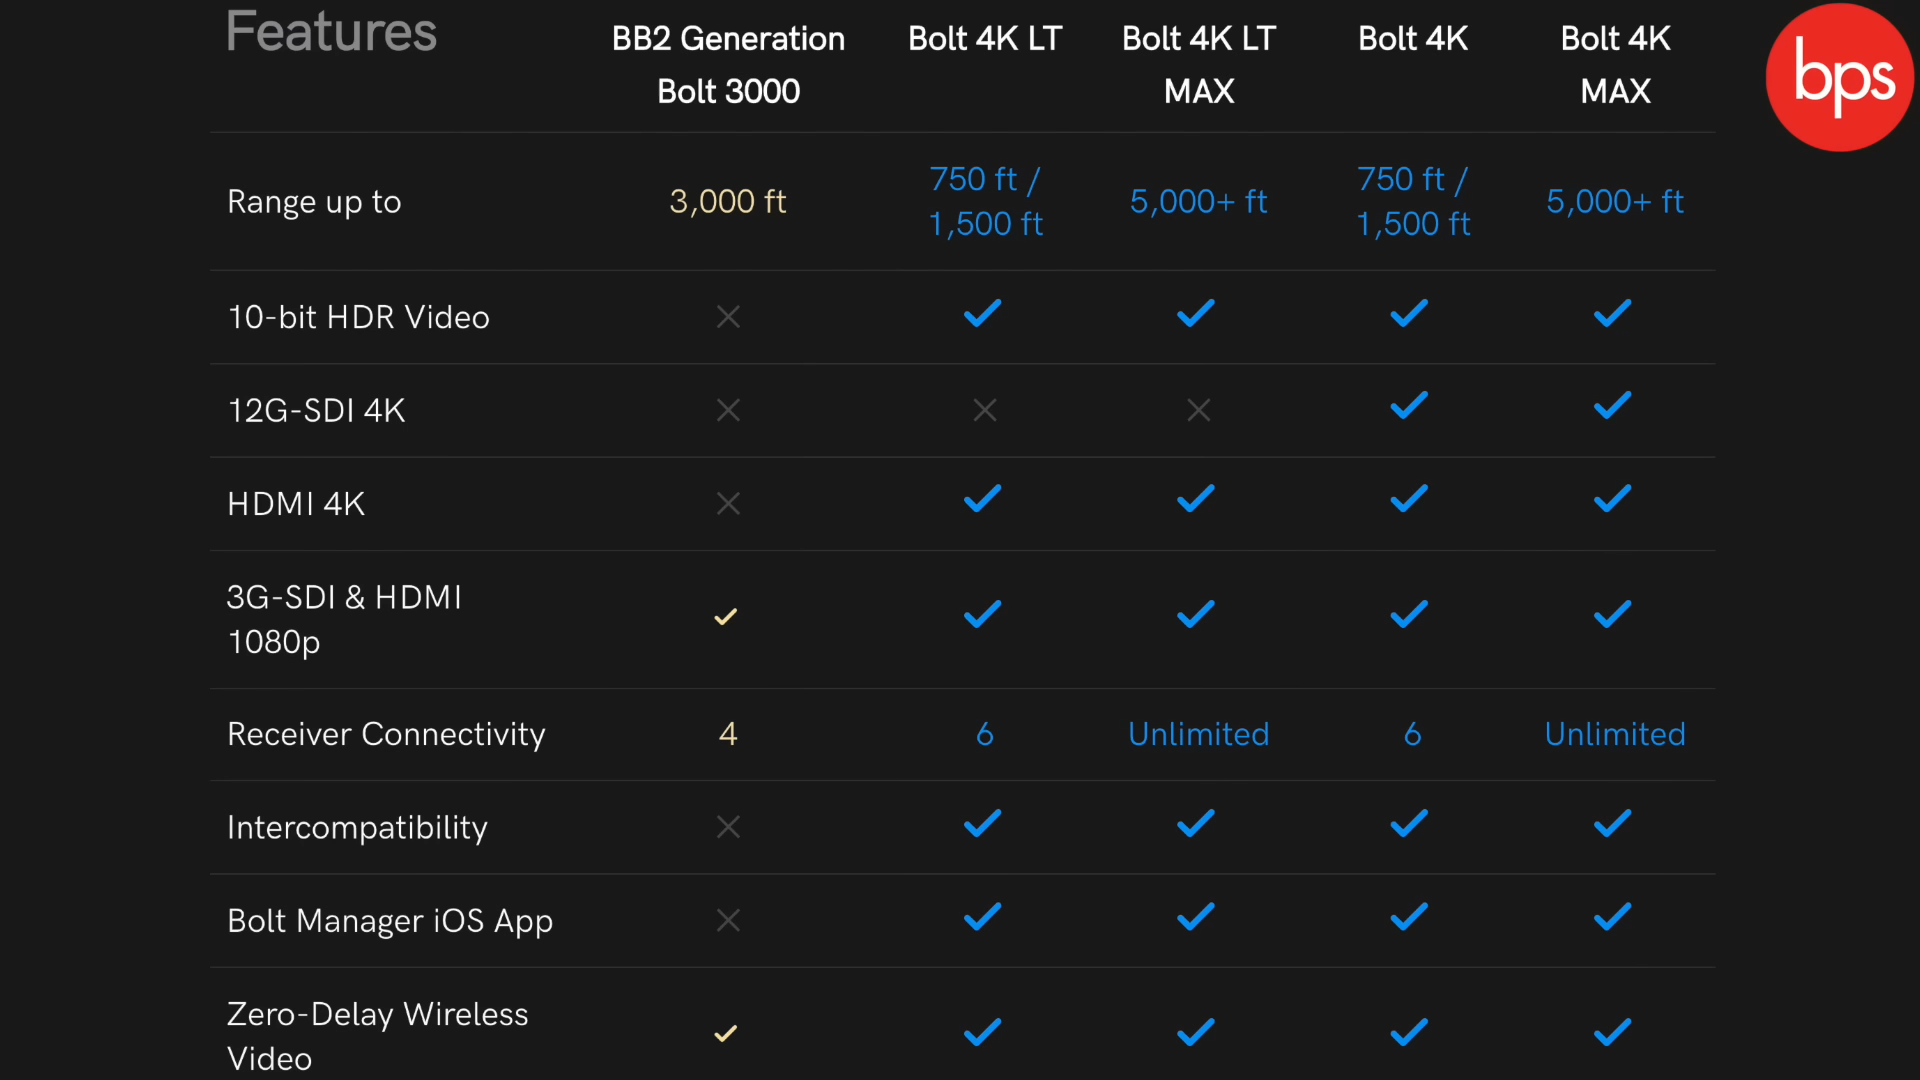 Features
BB2 Generation
Bolt 3000
Bolt 4K LT
Bolt 4K LT
MAX
Bolt 4K
Bolt 4K
MAX
bps
Range up to
3,000 ft
750 ft /
1,500 ft
5,000+ ft
750 ft /
1,500 ft
5,000+ ft
10-bit HDR Video
12G-SDI 4K
HDMI 4K
3G-SDI & HDMI
1080p
Receiver Connectivity
4
6
Unlimited
6
Unlimited
Intercompatibility
Bolt Manager iOS App
Zero-Delay Wireless
Video